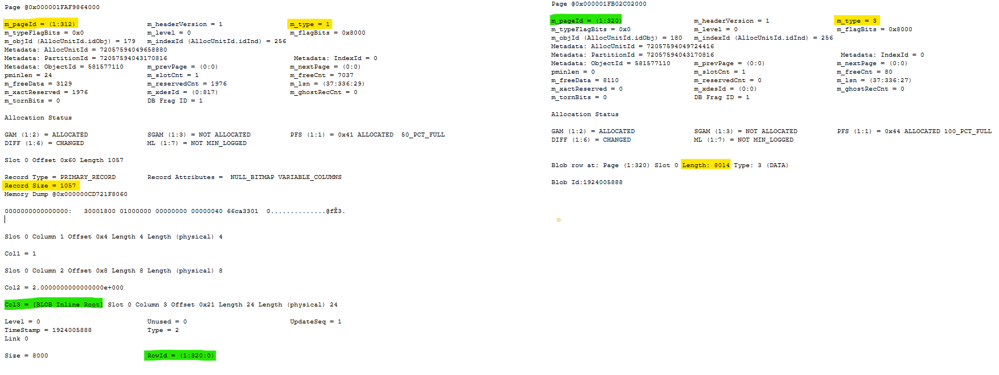 Page @0x000001FAF9864000
m_pageId = (1:312) m_headerVersion = 1 m_type = 1
m_typeFlagBits = 0x0 m_level = 0 m_flagBits = 0x8000
m_objId (AllocUnitId.idObj) = 179 m_indexId (AllocUnitId.idInd) = 256
Metadata: AllocUnitId = 72057594049658880
Metadata: PartitionId = 72057594043170816 Metadata: IndexId = 0
Metadata: ObjectId = 581577110 m_prevPage = (0:0) m_nextPage = (0:0)
pminlen = 24 m_slotCnt = 1 m_freeCnt = 7037
m_freeData = 3129 m_reservedCnt = 1976 m_lsn = (37:336:29)
m_xactReserved = 1976 m_xdesId = (0:817) m_ghostRecCnt = 0
m_tornBits = 0 DB Frag ID = 1
Allocation Status
GAM (1:2) = ALLOCATED SGAM (1:3) = NOT ALLOCATED PFS (1:1) = 0x41 ALLOCATED 50_PCT_FULL
DIFF (1:6) = CHANGED ML (1:7) = NOT MIN_LOGGED
Slot 0 Offset 0x60 Length 1057
Record Type = PRIMARY_RECORD Record Attributes = NULL_BITMAP VARIABLE_COLUMNS
Record Size = 1057
Memory Dump @0x000000CD721F8060
0000000000000000: 30001800 01000000 00000000 00000040 66ca3301 0..............@fÊ3.
Slot 0 Column 1 Offset 0x4 Length 4 Length (physical) 4
Col1 = 1
Slot 0 Column 2 Offset 0x8 Length 8 Length (physical) 8
Col2 = 2.0000000000000000e+000
Col3 = [BLOB Inline Root] Slot 0 Column 3 Offset 0x21 Length 24 Length (physical) 24
Level = 0 Unused = 0 UpdateSeq = 1
TimeStamp = 1924005888 Type = 2
Link 0
Size = 8000 RowId = (1:320:0)
Page @0x000001FB02C02000
m_pageId = (1:320) m_headerVersion = 1 m_type = 3
m_typeFlagBits = 0x0 m_level = 0 m_flagBits = 0x8000
m_objId (AllocUnitId.idObj) = 180 m_indexId (AllocUnitId.idInd) = 256
Metadata: AllocUnitId = 72057594049724416
Metadata: PartitionId = 72057594043170816 Metadata: IndexId = 0
Metadata: ObjectId = 581577110 m_prevPage = (0:0) m_nextPage = (0:0)
pminlen = 0 m_slotCnt = 1 m_freeCnt = 80
m_freeData = 8110 m_reservedCnt = 0 m_lsn = (37:336:27)
m_xactReserved = 0 m_xdesId = (0:0) m_ghostRecCnt = 0
m_tornBits = 0 DB Frag ID = 1
Allocation Status
GAM (1:2) = ALLOCATED SGAM (1:3) = NOT ALLOCATED PFS (1:1) = 0x44 ALLOCATED 100_PCT_FULL
DIFF (1:6) = CHANGED ML (1:7) = NOT MIN_LOGGED
Blob row at: Page (1:320) Slot 0 Length: 8014 Type: 3 (DATA)
Blob Id:1924005888